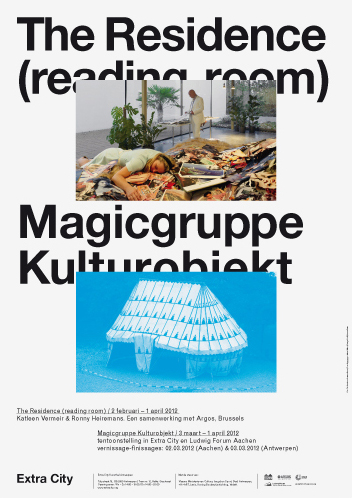 The Residence
(reading room)
Magicgruppe
Kulturobjekt
The Residence (reading room) / 2 februari – 1 april 2012
Katleen Vermeir & Ronny Heiremans. Een samenwerking met Argos, Brussels
Magicgruppe Kulturobjekt / 3 maart – 1 april 2012
tentoonstelling in Extra City en Ludwig Forum Aachen
vernissage-finissages: 02.03.2012 (Aachen) & 03.03.2012 (Antwerpen)
Extra City